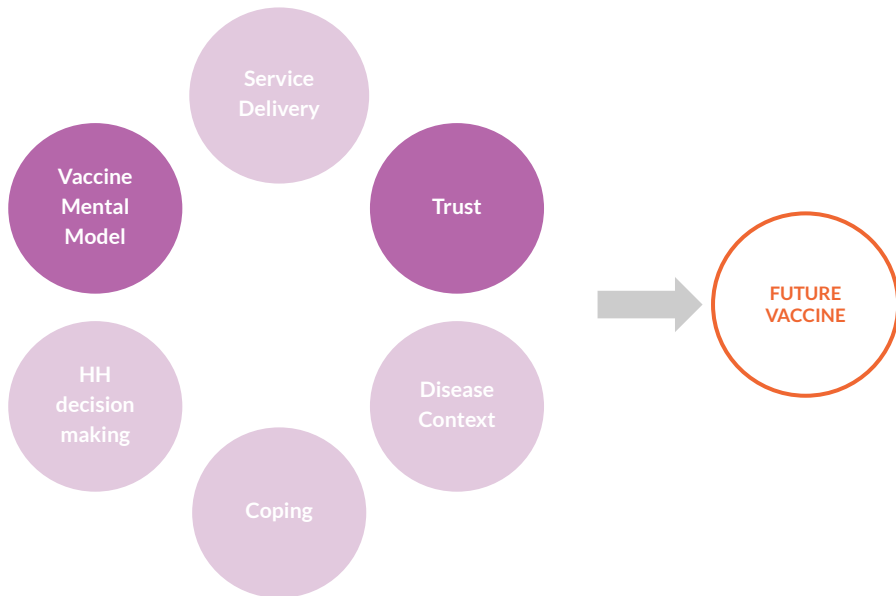 Service
Delivery
Vaccine
Mental
Model
Trust
FUTURE
VACCINE
HH
decision
making
Disease
Context
Coping